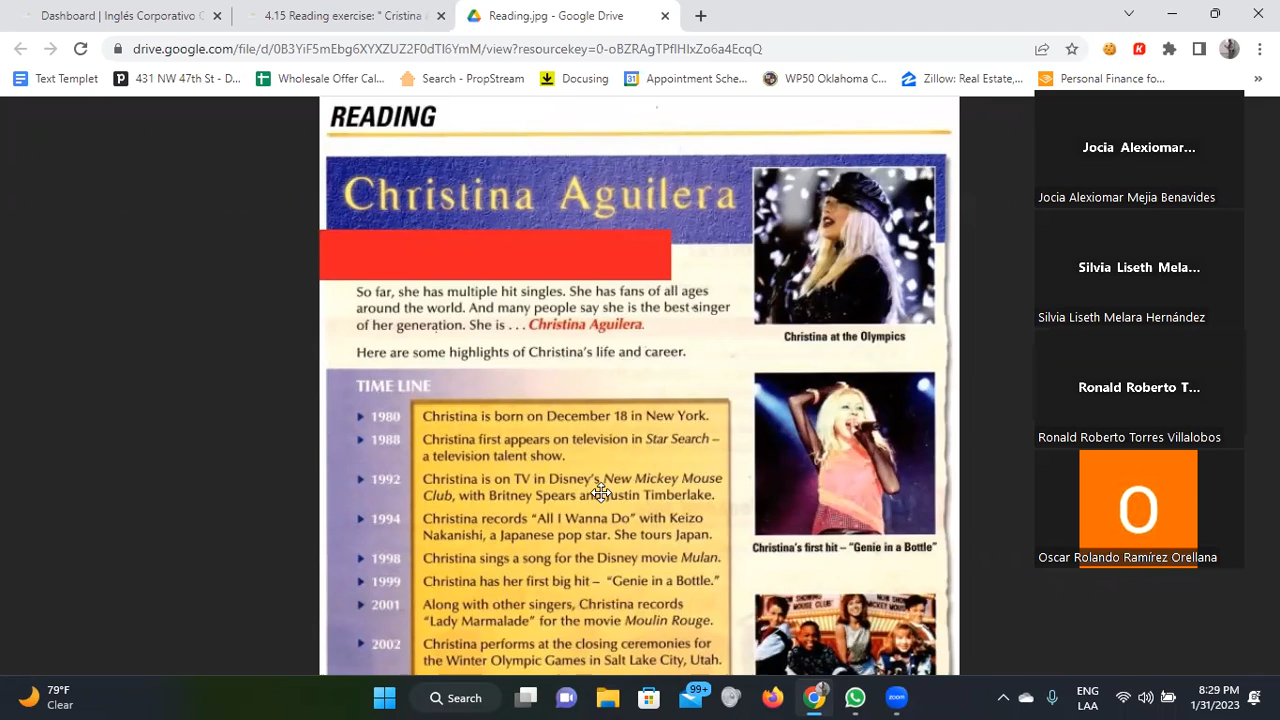 Dashboard | Inglés Corporativo C
4.15 Reading exercise: " Cristina
Reading.jpg - Google Drive
drive.google.com/file/d/0B3YiF5mEbg6XYXZUZ2F0dTI6YmM/view?resourcekey=0-oBZRAgTPflHIxZo6a4EcqQ
Text Templet
431 NW 47th St - D...
Wholesale Offer Cal...
Search - PropStream
Docusing
Appointment Sche...
WP50 Oklahoma C...
Zillow: Real Estate,...
Personal Finance fo...
»
READING
Christina Aguilera
So far, she has multiple hit singles. She has fans of all ages
around the world. And many people say she is the best singer
of her generation. She is . . . Christina Aguilera.
Here are some highlights of Christina's life and career.
Christina at the Olympics
TIME LINE
1980 Christina is born on December 18 in New York.
1988 Christina first appears on television in Star Search –
a television talent show.
1992 Christina is on TV in Disney's New Mickey Mouse
Club, with Britney Spears and Justin Timberlake.
1994 Christina records "All I Wanna Do" with Keizo
Nakanishi, a Japanese pop star. She tours Japan.
1998 Christina sings a song for the Disney movie Mulan.
1999 Christina has her first big hit – "Genie in a Bottle."
2001 Along with other singers, Christina records
"Lady Marmalade" for the movie Moulin Rouge.
2002 Christina performs at the closing ceremonies for
the Winter Olympic Games in Salt Lake City, Utah.
Christina's first hit – "Genie in a Bottle"
Jocia Alexiomar...
Jocia Alexiomar Mejia Benavides
Silvia Liseth Mela...
Silvia Liseth Melara Hernández
Ronald Roberto T...
Ronald Roberto Torres Villalobos
O
Oscar Rolando Ramírez Orellana
79°F
Clear
Search
99+
zoom
ENG
LAA
8:29 PM
1/31/2023